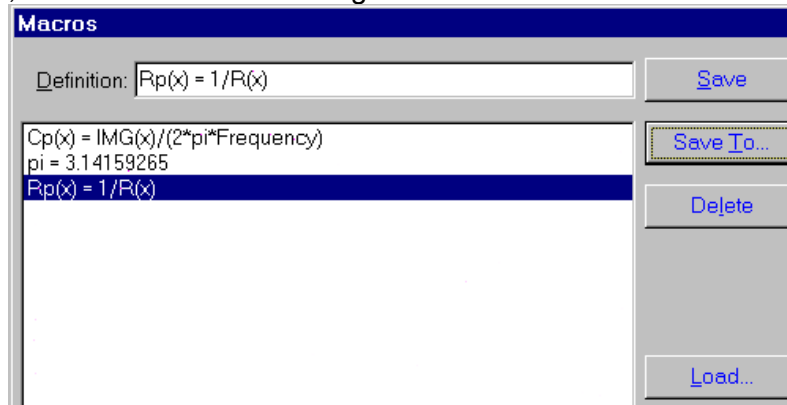 Macros
Definition: Rp(x) = 1/R(x)
Save
Cp(x) = IMG(x)/(2*pi*Frequency)
Save To...
pi = 3.14159265
Rp(x) = 1/R(x)
Delete
Load...